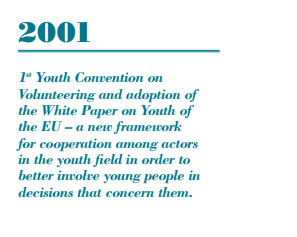 2001
1st Youth Convention on
Volunteering and adoption of
the White Paper on Youth of
the EU – a new framework
for cooperation among actors
in the youth field in order to
better involve young people in
decisions that concern them.